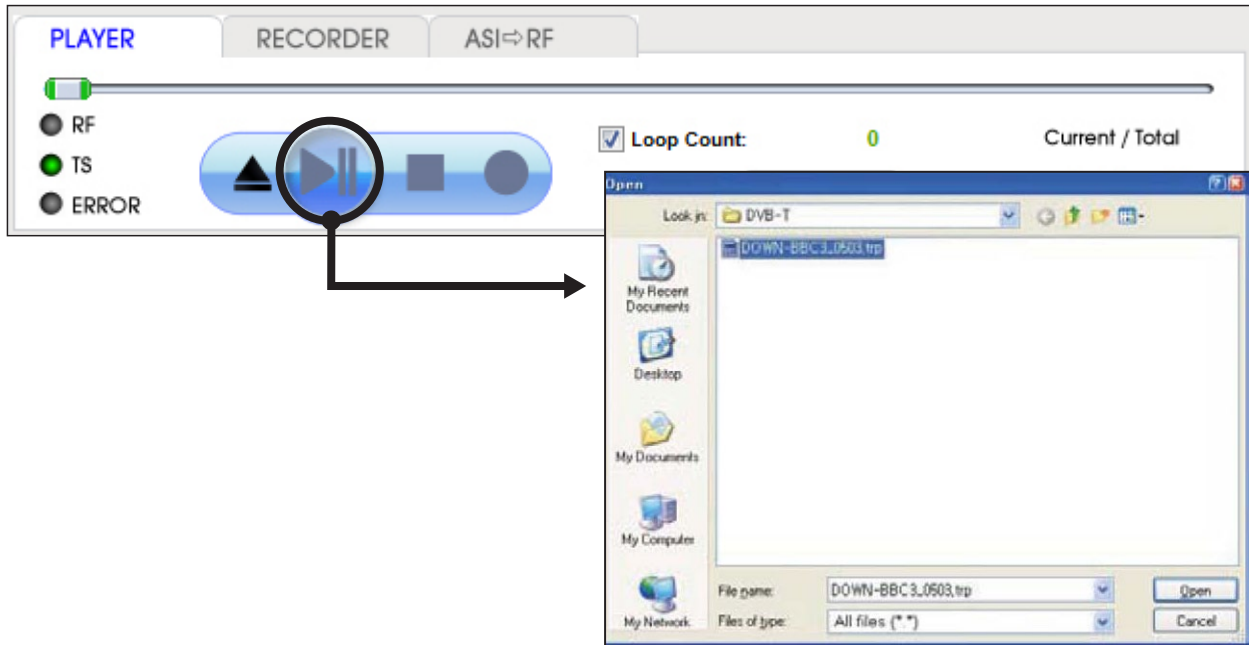 PLAYER RECORDER ASI⇨RF
RF
TS
ERROR
Loop Count: 0 Current / Total
Open
Look in: DVB-T
DOWN-BBC3_0503.trp
My Recent
Documents
Desktop
My Documents
My Computer
My Network
File name: DOWN-BBC3_0503.trp Open
Files of type: All files (*.*) Cancel